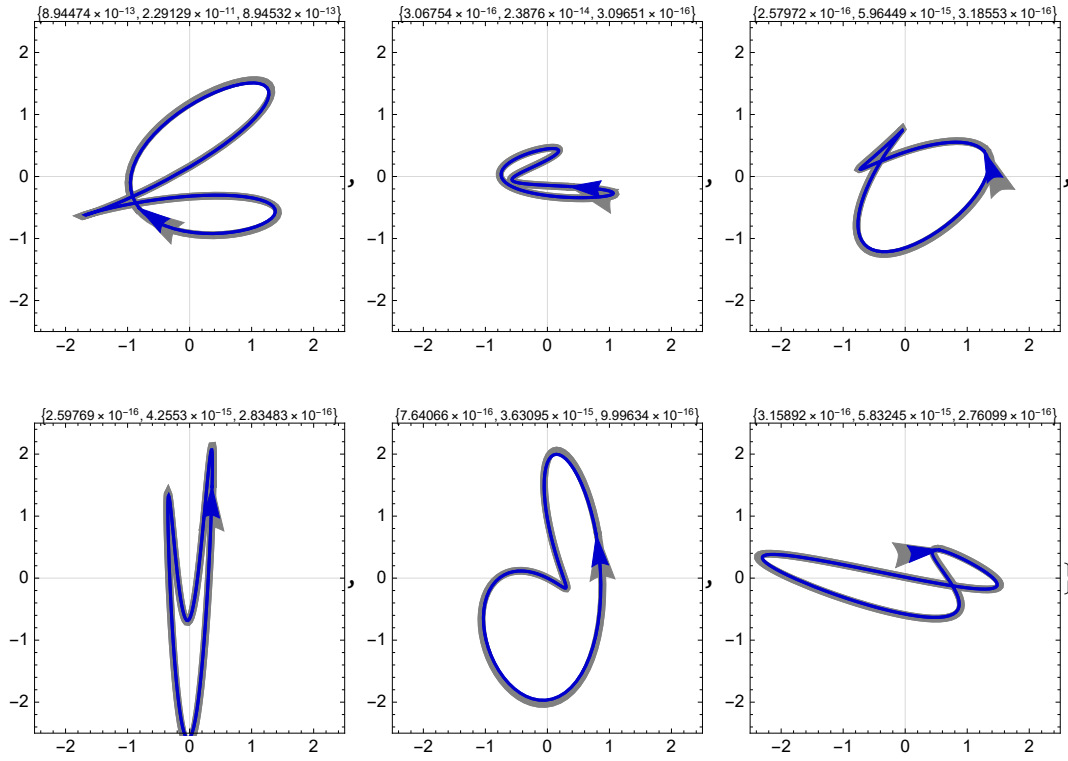 {8.94474 × 10⁻¹³, 2.29129 × 10⁻¹¹, 8.94532 × 10⁻¹³}
{3.06754 × 10⁻¹⁶, 2.3876 × 10⁻¹⁴, 3.09651 × 10⁻¹⁶}
{2.57972 × 10⁻¹⁶, 5.96449 × 10⁻¹⁵, 3.18553 × 10⁻¹⁶}
2 2 2
1 1 1
0 , 0 , 0
−1 −1 −1
−2 −2 −2
−2 −1 0 1 2 −2 −1 0 1 2 −2 −1 0 1 2
{2.59769 × 10⁻¹⁶, 4.2553 × 10⁻¹⁵, 2.83483 × 10⁻¹⁶}
{7.64066 × 10⁻¹⁶, 3.63095 × 10⁻¹⁵, 9.99634 × 10⁻¹⁶}
{3.15892 × 10⁻¹⁶, 5.83245 × 10⁻¹⁵, 2.76099 × 10⁻¹⁶}
2 2 2
1 1 1
0 , 0 , 0 }
−1 −1 −1
−2 −2 −2
−2 −1 0 1 2 −2 −1 0 1 2 −2 −1 0 1 2